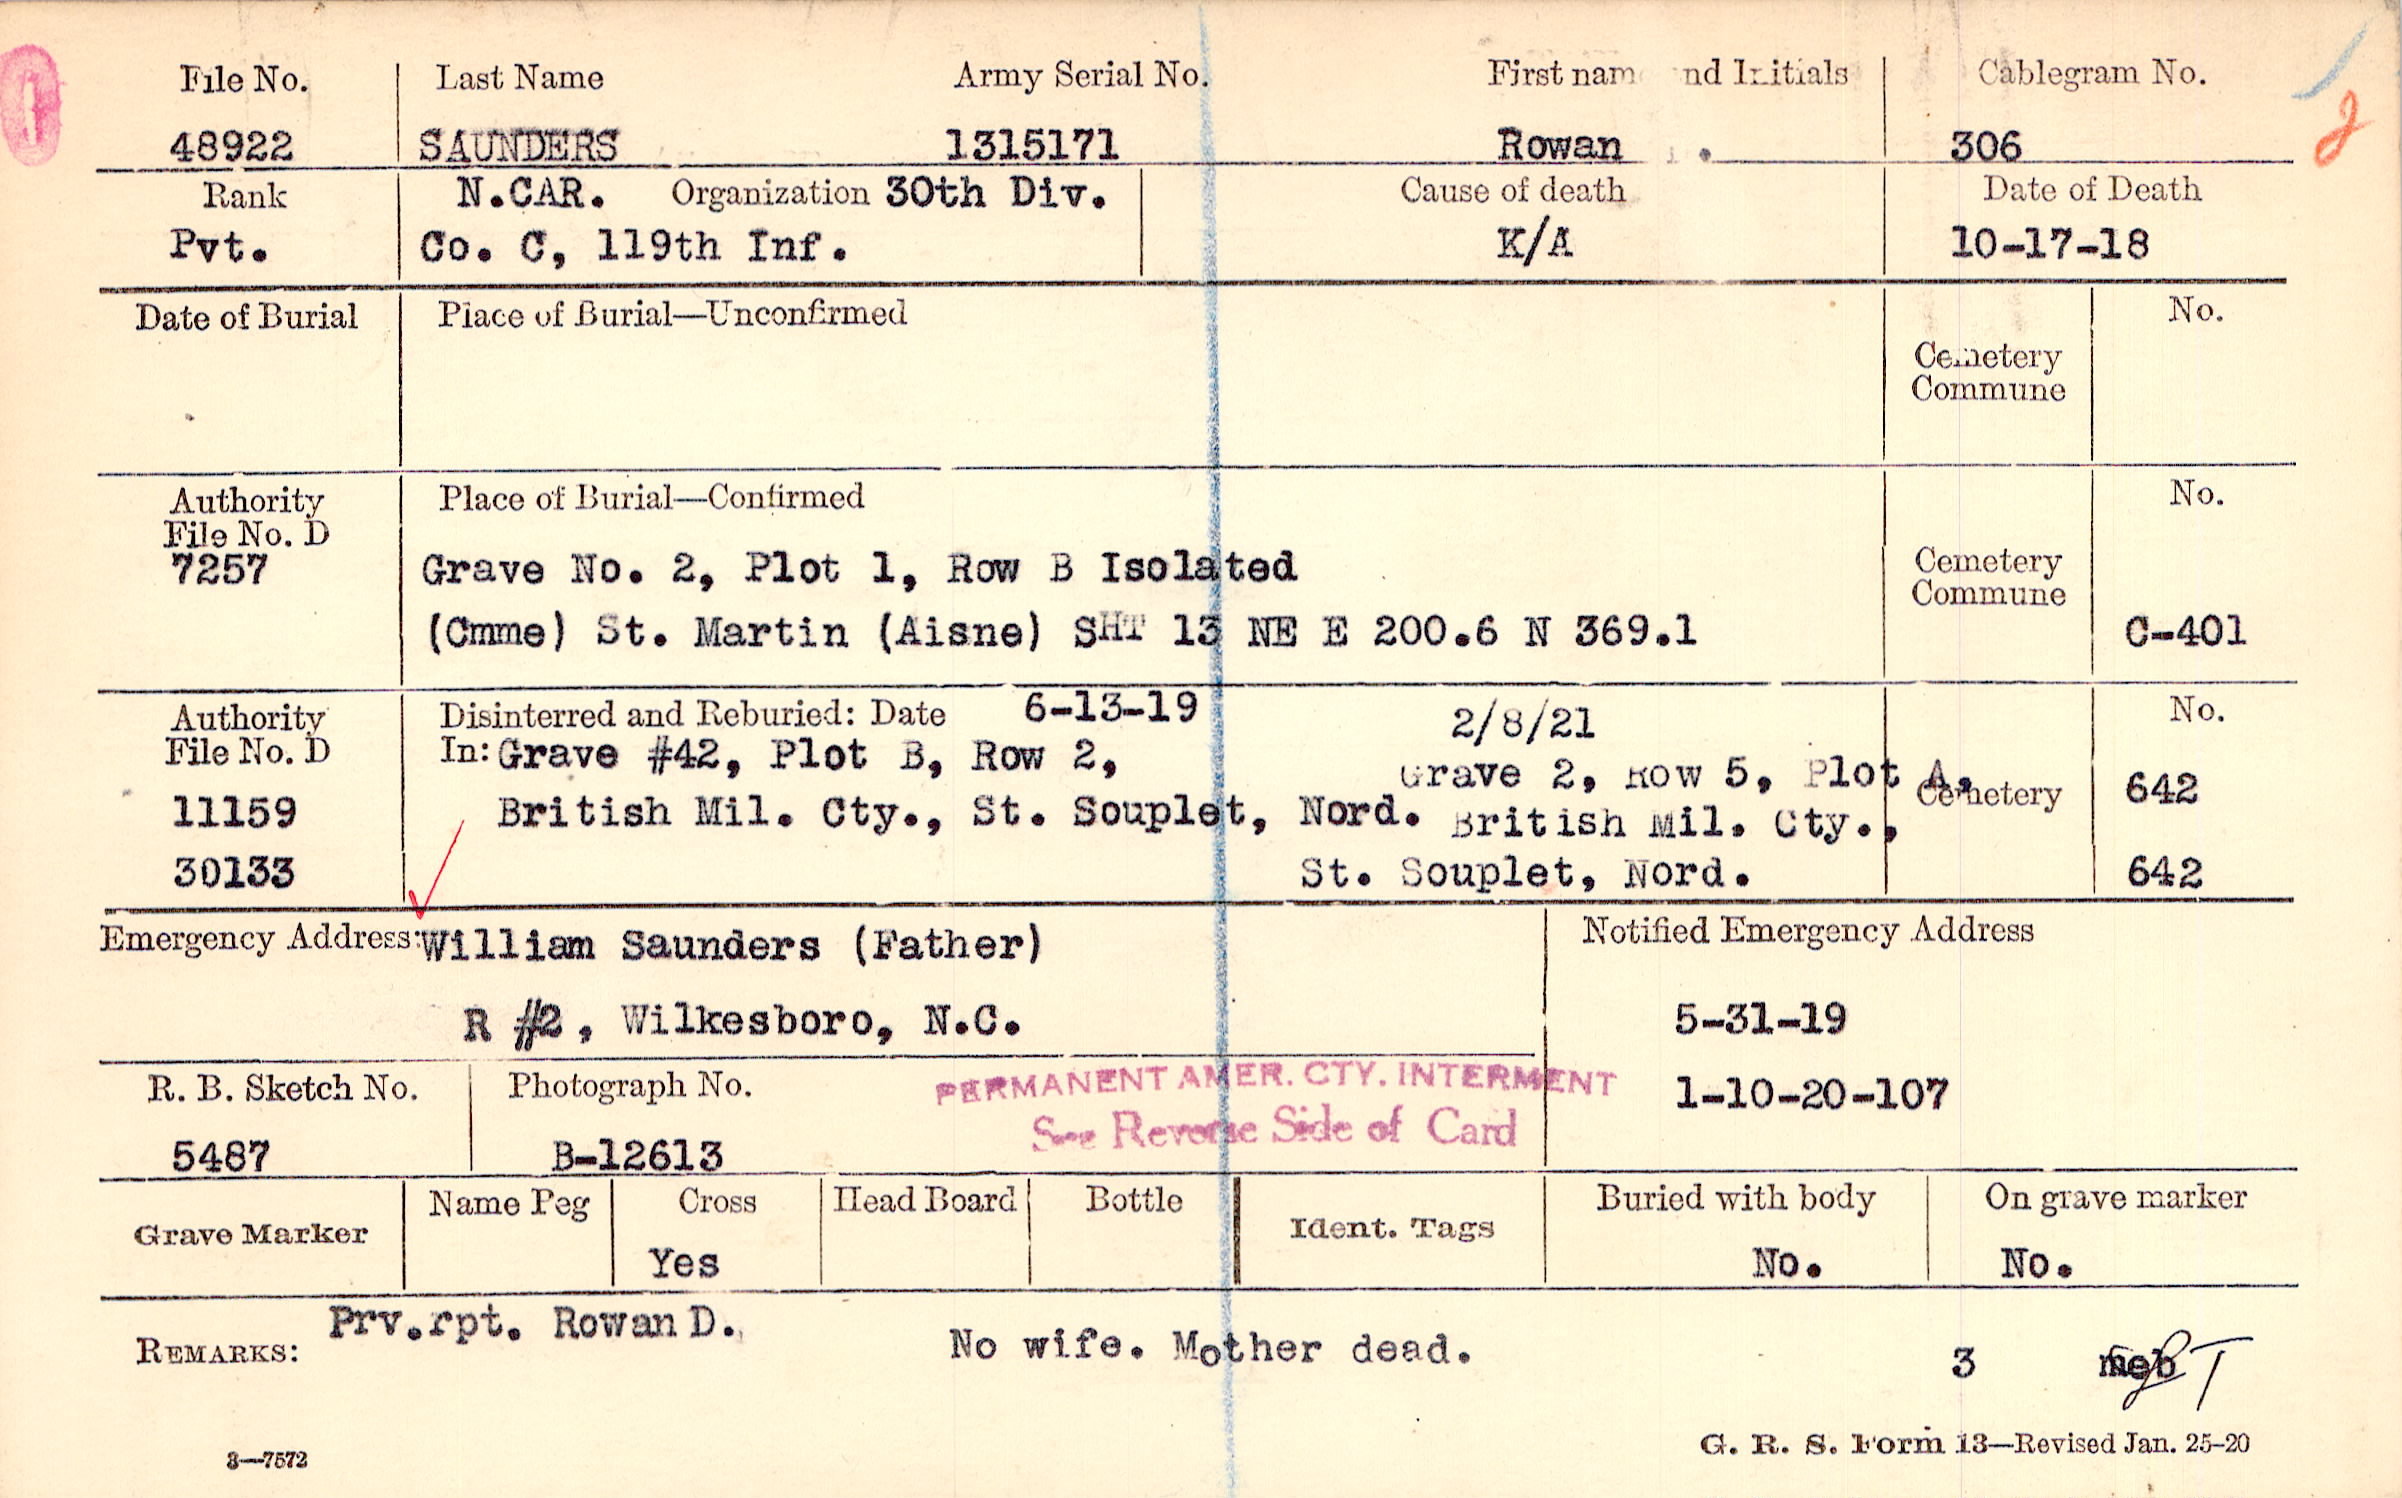 File No. Last Name Army Serial No. First nam nd Initials Cablegram No.
48922 SAUNDERS 1315171 Rowan . 306
Rank N.CAR. Organization 30th Div. Cause of death Date of Death
Pvt. Co. C, 119th Inf. K/A 10-17-18
Date of Burial Place of Burial—Unconfirmed No.
Cemetery
Commune
Authority Place of Burial—Confirmed No.
File No. D
7257 Grave No. 2, Plot 1, Row B Isolated Cemetery
Commune
(Cmme) St. Martin (Aisne) SHT 13 NE E 200.6 N 369.1 C-401
Authority Disinterred and Reburied: Date 6-13-19 2/8/21 No.
File No. D In: Grave #42, Plot B, Row 2, Grave 2, Row 5, Plot A, Cemetery 642
11159 British Mil. Cty., St. Souplet, Nord. British Mil. Cty.,
30133 St. Souplet, Nord. 642
Emergency Address: William Saunders (Father) Notified Emergency Address
R #2, Wilkesboro, N.C. 5-31-19
R. B. Sketch No. Photograph No. PERMANENT AMER. CTY. INTERMENT 1-10-20-107
See Reverse Side of Card
5487 B-12613
Grave Marker Name Peg Cross Head Board Bottle Ident. Tags Buried with body On grave marker
Yes No. No.
Prv.rpt. Rowan D.
REMARKS: No wife. Mother dead. 3 meb
3—7572 G. R. S. Form 13—Revised Jan. 25-20